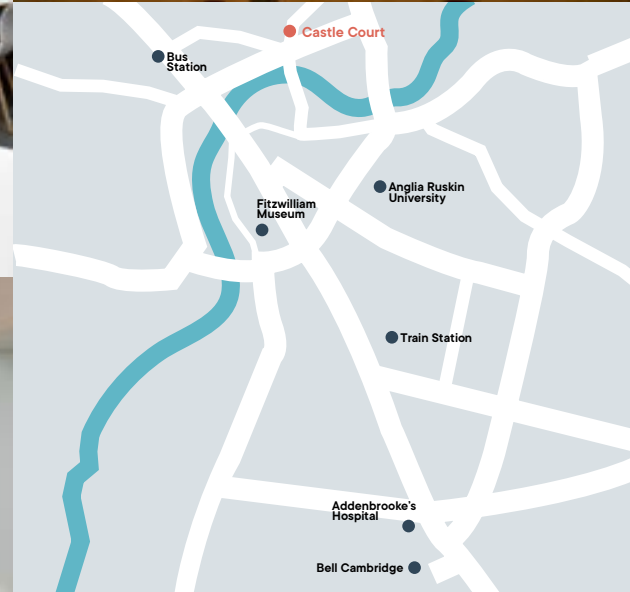 Castle Court
Bus
Station
Anglia Ruskin
University
Fitzwilliam
Museum
Train Station
Addenbrooke's
Hospital
Bell Cambridge